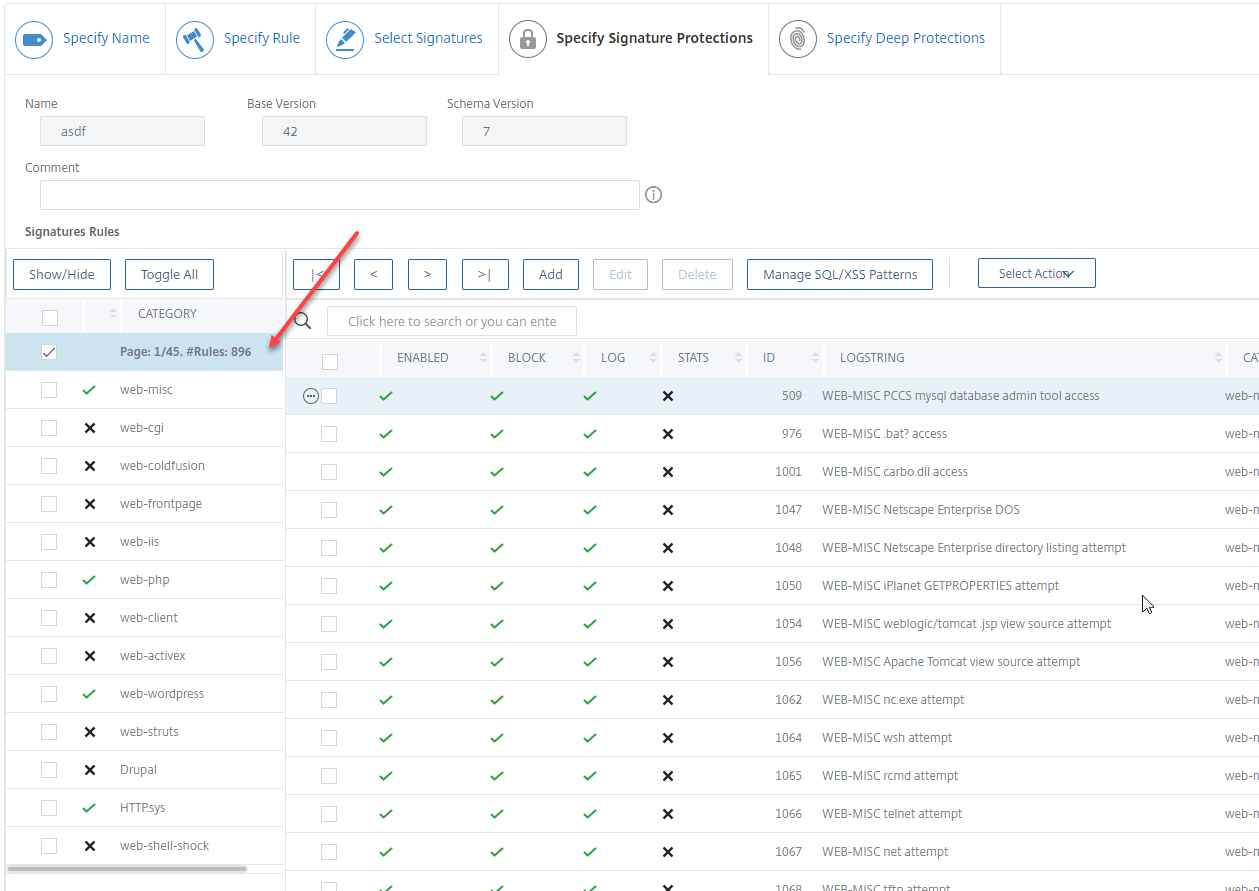 Specify Name Specify Rule Select Signatures Specify Signature Protections Specify Deep Protections
Name Base Version Schema Version
asdf 42 7
Comment
Signatures Rules
Show/Hide Toggle All |< < > >| Add Edit Delete Manage SQL/XSS Patterns Select Action
CATEGORY
Click here to search or you can ente
Page: 1/45, #Rules: 896
ENABLED BLOCK LOG STATS ID LOGSTRING CA
web-misc
509 WEB-MISC PCCS mysql database admin tool access web-n
web-cgi
976 WEB-MISC .bat? access web-n
web-coldfusion
1001 WEB-MISC carbo.dll access web-n
web-frontpage
1047 WEB-MISC Netscape Enterprise DOS web-n
web-iis
1048 WEB-MISC Netscape Enterprise directory listing attempt web-n
web-php
1050 WEB-MISC iPlanet GETPROPERTIES attempt web-n
web-client
1054 WEB-MISC weblogic/tomcat .jsp view source attempt web-n
web-activex
1056 WEB-MISC Apache Tomcat view source attempt web-n
web-wordpress
1062 WEB-MISC nc.exe attempt web-n
web-struts
1064 WEB-MISC wsh attempt web-n
Drupal
1065 WEB-MISC rcmd attempt web-n
HTTP.sys
1066 WEB-MISC telnet attempt web-n
web-shell-shock
1067 WEB-MISC net attempt web-n
1068 WEB-MISC tftp attempt web-n